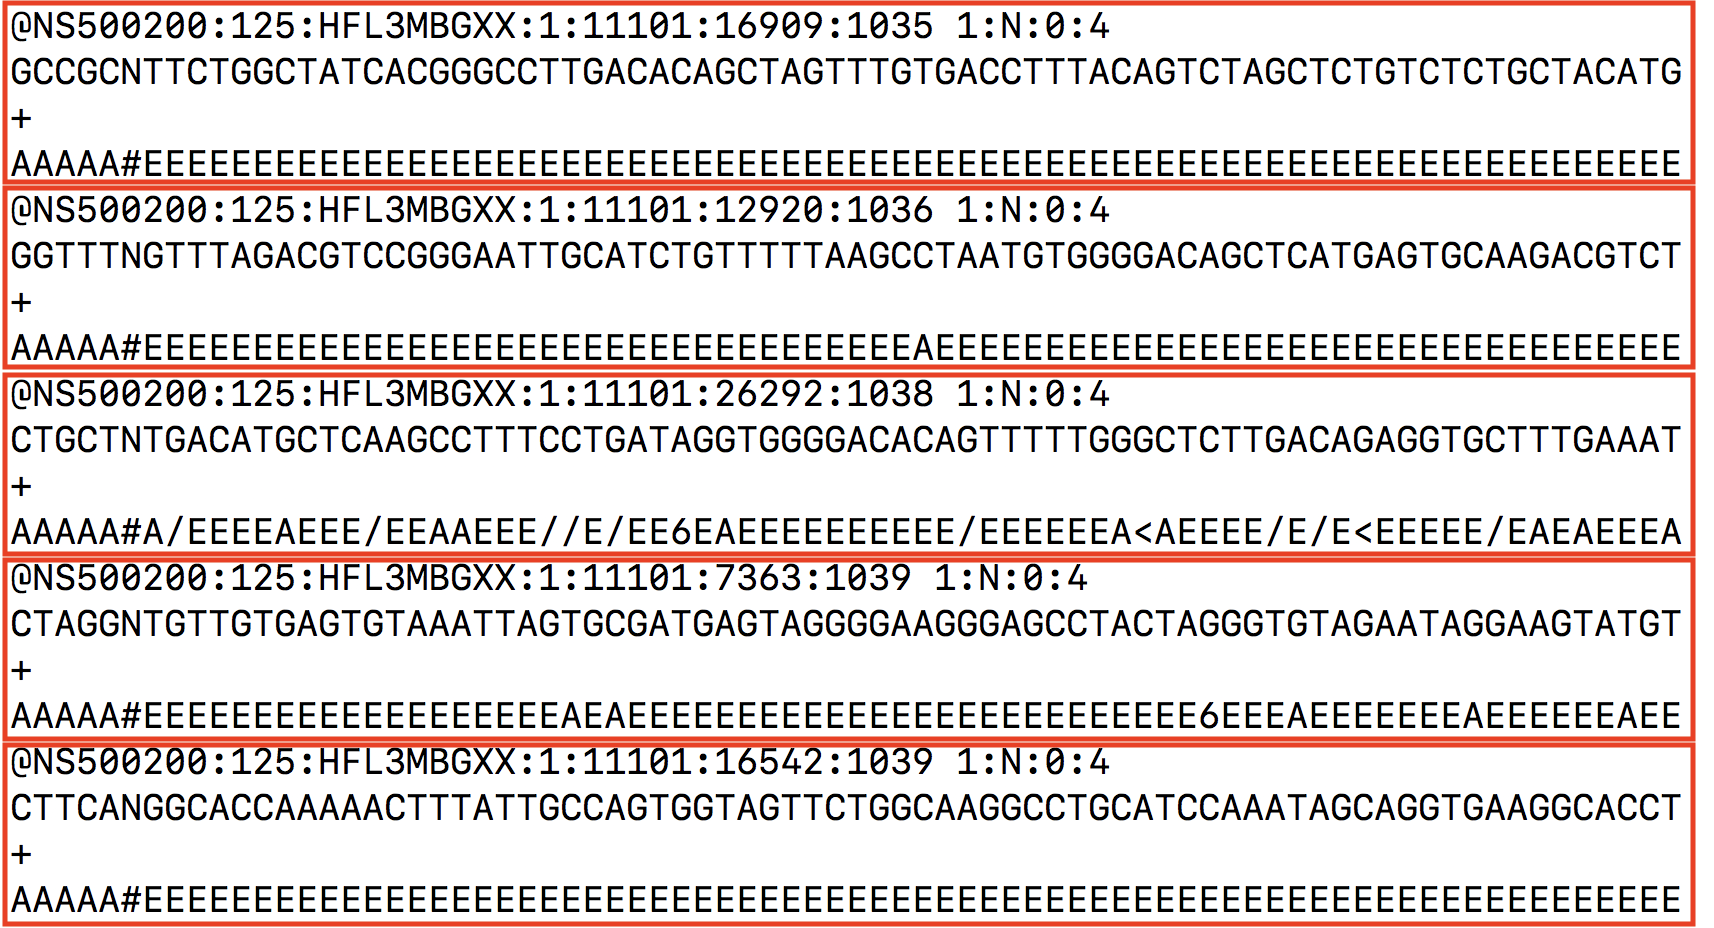 @NS500200:125:HFL3MBGXX:1:11101:16909:1035 1:N:0:4
GCCGCNTTCTGGCTATCACGGGCCTTGACACAGCTAGTTTGTGACCTTTACAGTCTAGCTCTGTCTCTGCTACATG
+
AAAAA#EEEEEEEEEEEEEEEEEEEEEEEEEEEEEEEEEEEEEEEEEEEEEEEEEEEEEEEEEEEEEEEEEEEEEE
@NS500200:125:HFL3MBGXX:1:11101:12920:1036 1:N:0:4
GGTTTNGTTTAGACGTCCGGGAATTGCATCTGTTTTTAAGCCTAATGTGGGGACAGCTCATGAGTGCAAGACGTCT
+
AAAAA#EEEEEEEEEEEEEEEEEEEEEEEEEEEEEEEEEEEAEEEEEEEEEEEEEEEEEEEEEEEEEEEEEEEEEE
@NS500200:125:HFL3MBGXX:1:11101:26292:1038 1:N:0:4
CTGCTNTGACATGCTCAAGCCTTTCCTGATAGGTGGGGACACAGTTTTTGGGCTCTTGACAGAGGTGCTTTGAAAT
+
AAAAA#A/EEEEAEEE/EEAAEEE//E/EE6EAEEEEEEEEEE/EEEEEEA<AEEEE/E/E<EEEEE/EAEAEEEA
@NS500200:125:HFL3MBGXX:1:11101:7363:1039 1:N:0:4
CTAGGNTGTTGTGAGTGTAAATTAGTGCGATGAGTAGGGGAAGGGAGCCTACTAGGGTGTAGAATAGGAAGTATGT
+
AAAAA#EEEEEEEEEEEEEEEEEEEAEAEEEEEEEEEEEEEEEEEEEEEEEEEE6EEEAEEEEEEEAEEEEEEAEE
@NS500200:125:HFL3MBGXX:1:11101:16542:1039 1:N:0:4
CTTCANGGCACCAAAAACTTTATTGCCAGTGGTAGTTCTGGCAAGGCCTGCATCCAAATAGCAGGTGAAGGCACCT
+
AAAAA#EEEEEEEEEEEEEEEEEEEEEEEEEEEEEEEEEEEEEEEEEEEEEEEEEEEEEEEEEEEEEEEEEEEEEE